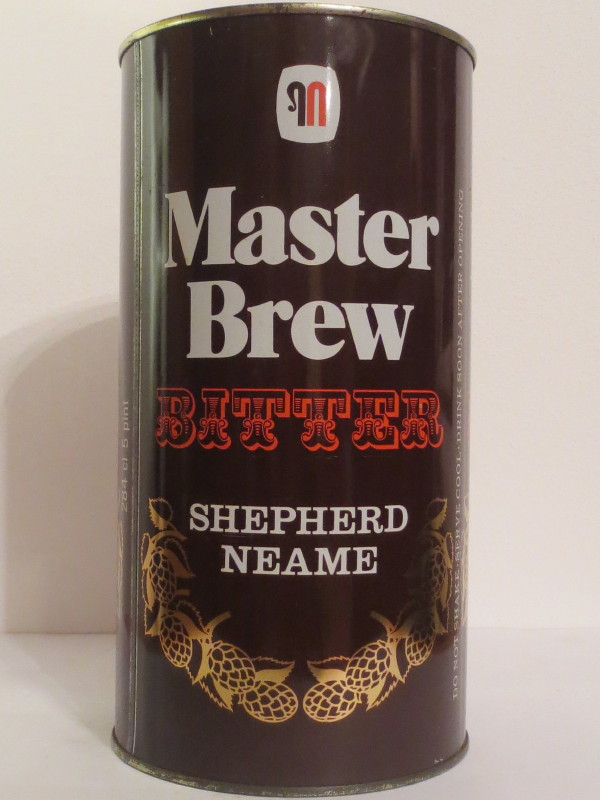 Master
Brew
BITTER
SHEPHERD
NEAME
284 cl 5 pint
DO NOT SHAKE·SERVE COOL·DRINK SOON AFTER OPENING